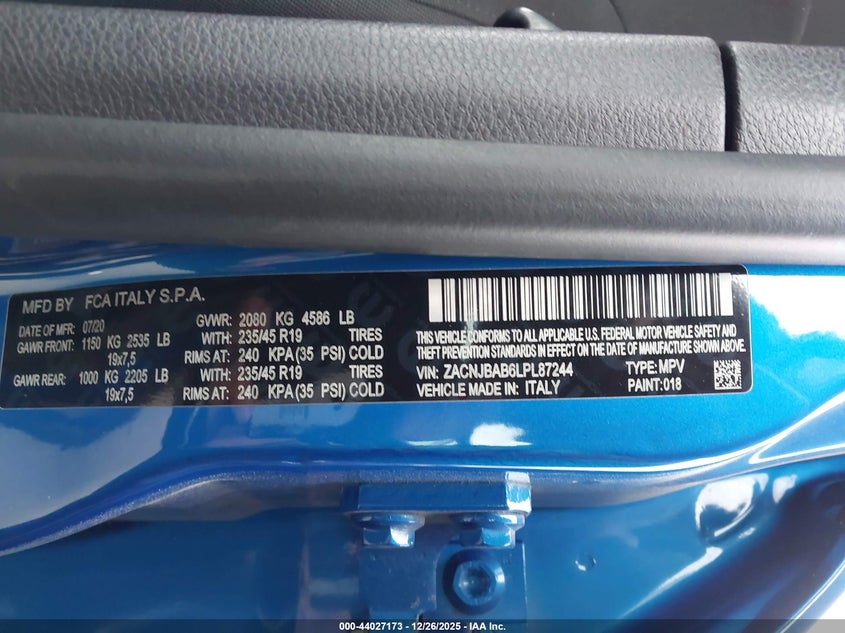 MFD BY FCA ITALY S.P.A.
DATE OF MFR: 07/20 GVWR: 2080 KG 4586 LB
GAWR FRONT: 1150 KG 2535 LB WITH: 235/45 R19 TIRES
19x7,5 RIMS AT: 240 KPA (35 PSI) COLD
GAWR REAR: 1000 KG 2205 LB WITH: 235/45 R19 TIRES
19x7,5 RIMS AT: 240 KPA (35 PSI) COLD
THIS VEHICLE CONFORMS TO ALL APPLICABLE U.S. FEDERAL MOTOR VEHICLE SAFETY AND
THEFT PREVENTION STANDARDS IN EFFECT ON THE DATE OF MANUFACTURE SHOWN ABOVE
VIN: ZACNJBAB6LPL87244 TYPE: MPV
VEHICLE MADE IN: ITALY PAINT: 018
000-44027173 - 12/26/2025 - IAA Inc.